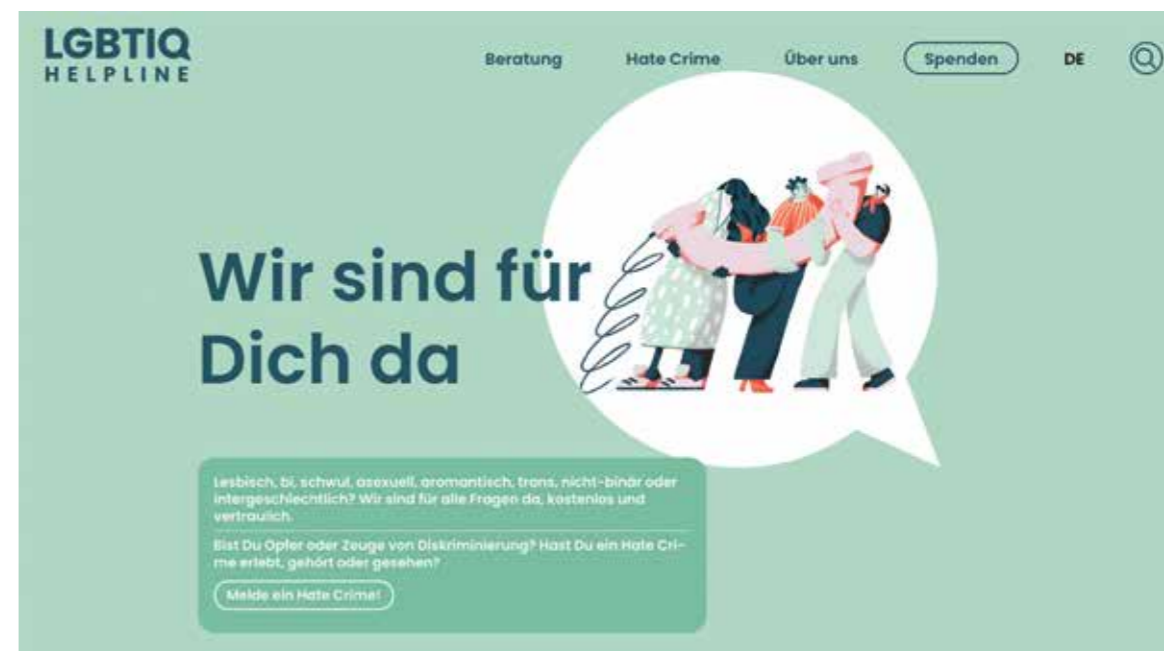 LGBTIQ
HELPLINE
Beratung Hate Crime Über uns Spenden DE
Wir sind für
Dich da
Lesbisch, bi, schwul, asexuell, aromantisch, trans, nicht-binär oder
intergeschlechtlich? Wir sind für alle Fragen da, kostenlos und
vertraulich.
Bist Du Opfer oder Zeuge von Diskriminierung? Hast Du ein Hate Cri-
me erlebt, gehört oder gesehen?
Melde ein Hate Crime!